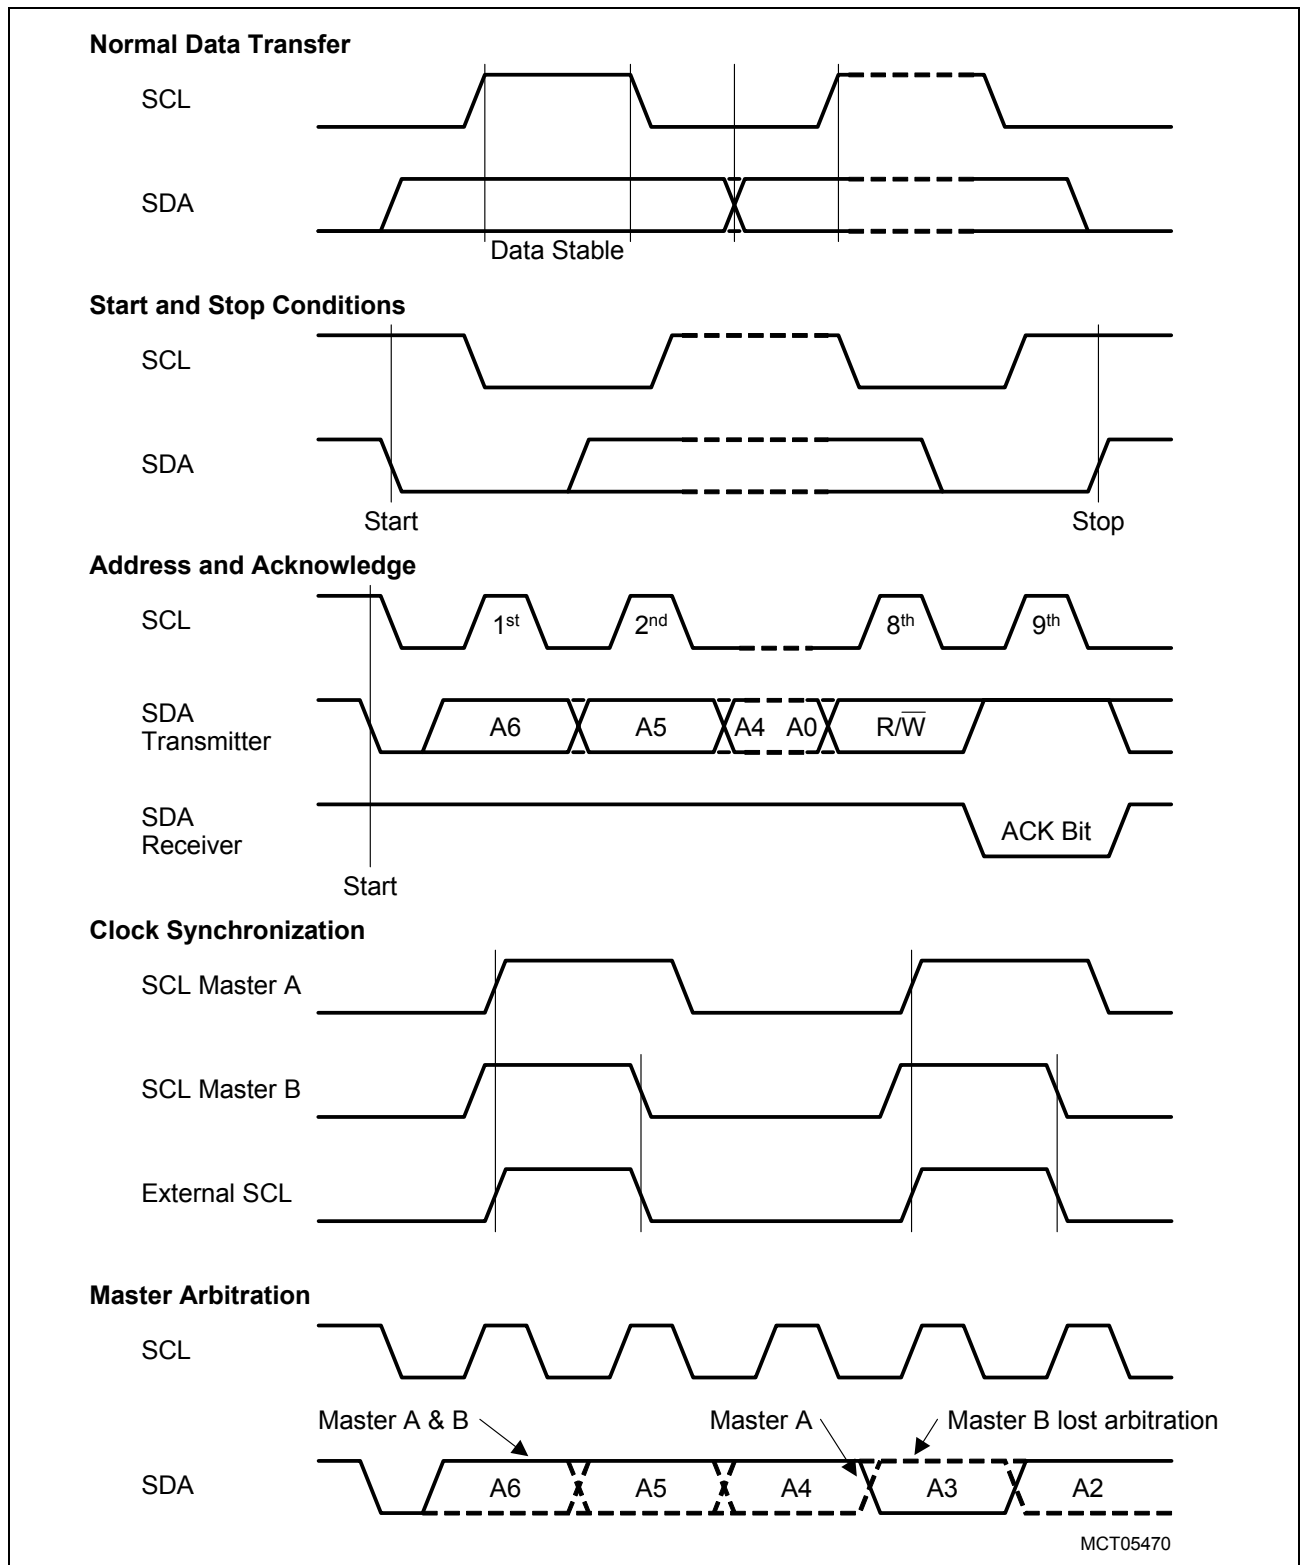 Normal Data Transfer
SCL
SDA
Data Stable
Start and Stop Conditions
SCL
SDA
Start
Stop
Address and Acknowledge
SCL
1st
2nd
8th
9th
SDA
Transmitter
A6
A5
A4
A0
R/W̅
SDA
Receiver
ACK Bit
Start
Clock Synchronization
SCL Master A
SCL Master B
External SCL
Master Arbitration
SCL
Master A & B
Master A
Master B lost arbitration
SDA
A6
A5
A4
A3
A2
MCT05470